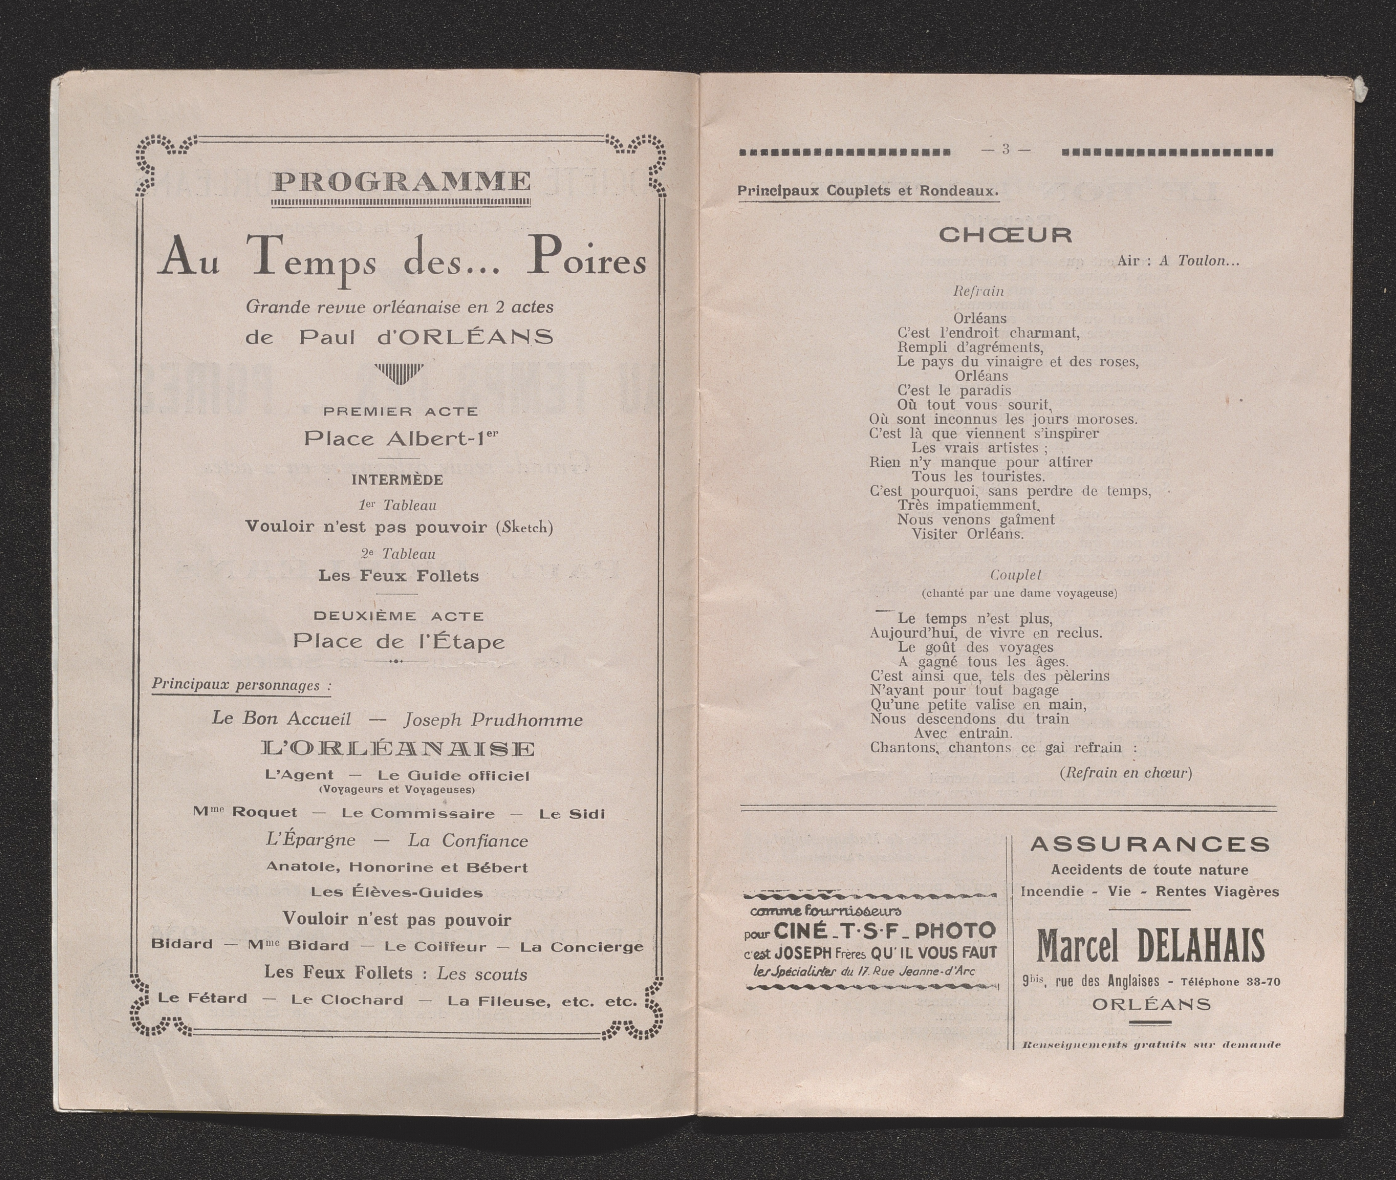 PROGRAMME
Au Temps des... Poires
Grande revue orléanaise en 2 actes
de Paul d'ORLÉANS
PREMIER ACTE
Place Albert-1er
INTERMÈDE
1er Tableau
Vouloir n'est pas pouvoir (Sketch)
2e Tableau
Les Feux Follets
DEUXIÈME ACTE
Place de l'Étape
Principaux personnages :
Le Bon Accueil — Joseph Prudhomme
L'ORLÉANAISE
L'Agent — Le Guide officiel
(Voyageurs et Voyageuses)
Mme Roquet — Le Commissaire — Le Sidi
L'Épargne — La Confiance
Anatole, Honorine et Bébert
Les Élèves-Guides
Vouloir n'est pas pouvoir
Bidard — Mme Bidard — Le Coiffeur — La Concierge
Les Feux Follets : Les scouts
Le Fétard — Le Clochard — La Fileuse, etc. etc.
— 3 —
Principaux Couplets et Rondeaux.
CHŒUR
Air : A Toulon...
Refrain
Orléans
C'est l'endroit charmant,
Rempli d'agréments,
Le pays du vinaigre et des roses,
Orléans
C'est le paradis
Où tout vous sourit,
Où sont inconnus les jours moroses.
C'est là que viennent s'inspirer
Les vrais artistes ;
Rien n'y manque pour attirer
Tous les touristes.
C'est pourquoi, sans perdre de temps,
Très impatiemment,
Nous venons gaîment
Visiter Orléans.
Couplet
(chanté par une dame voyageuse)
Le temps n'est plus,
Aujourd'hui, de vivre en reclus.
Le goût des voyages
A gagné tous les âges.
C'est ainsi que, tels des pèlerins
N'ayant pour tout bagage
Qu'une petite valise en main,
Nous descendons du train
Avec entrain.
Chantons, chantons ce gai refrain :
(Refrain en chœur)
comme fournisseurs
pour CINÉ-T·S·F-PHOTO
c'est JOSEPH Frères QU'IL VOUS FAUT
les Spécialistes du 17. Rue Jeanne-d'Arc
ASSURANCES
Accidents de toute nature
Incendie - Vie - Rentes Viagères
Marcel DELAHAIS
9bis, rue des Anglaises - Téléphone 38-70
ORLÉANS
Renseignements gratuits sur demande